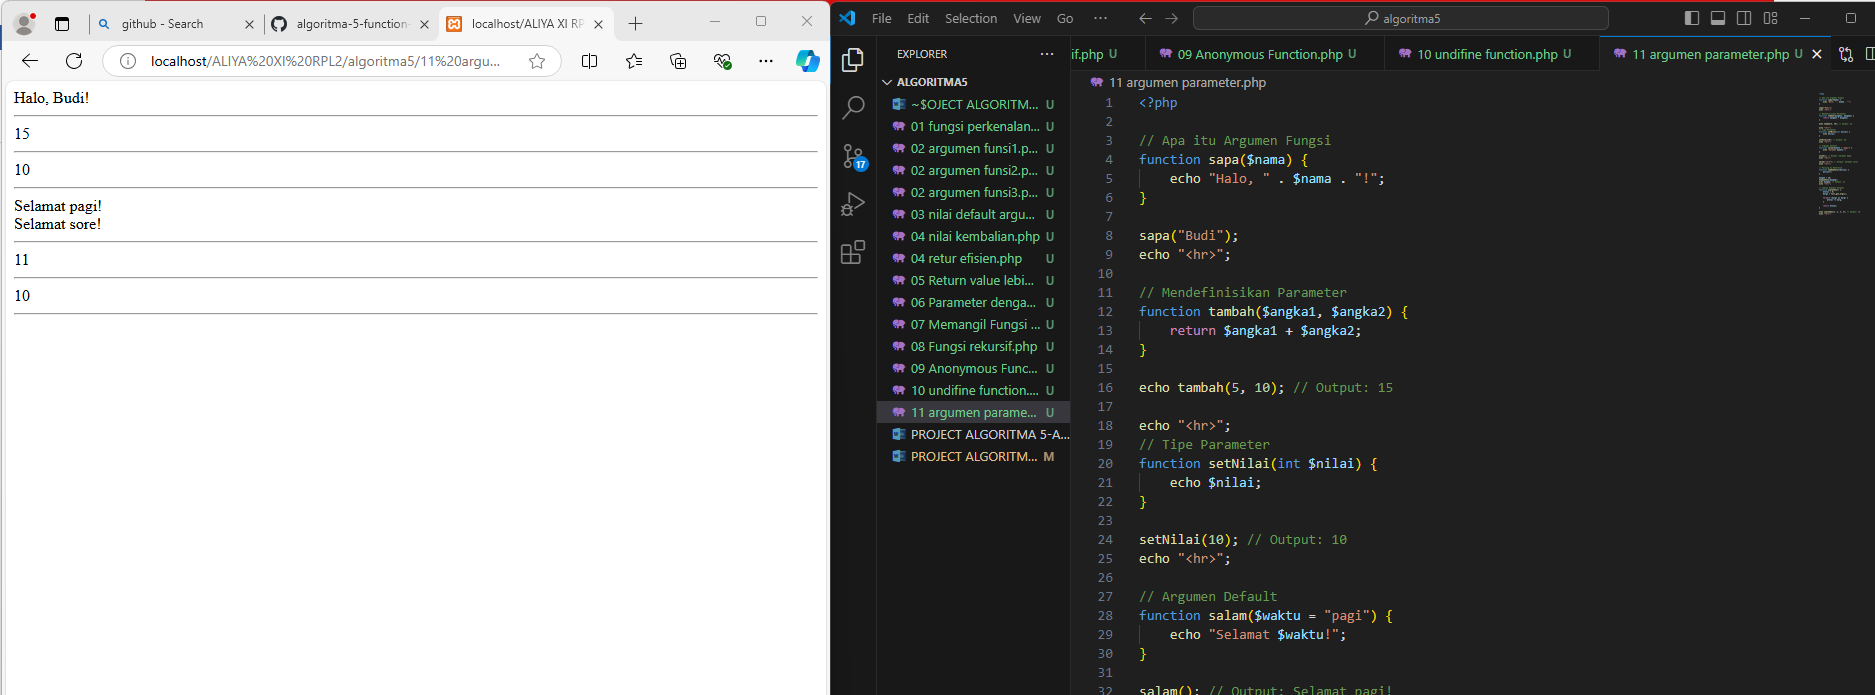 github - Search
algoritma-5-function-
localhost/ALIYA XI RP
localhost/ALIYA%20XI%20RPL2/algoritma5/11%20argu...
Halo, Budi!
15
10
Selamat pagi!
Selamat sore!
11
10
File Edit Selection View Go ...
algoritma5
EXPLORER
ALGORITMA5
~$OJECT ALGORITM... U
01 fungsi perkenalan... U
02 argumen funsi1.p... U
02 argumen funsi2.p... U
02 argumen funsi3.p... U
03 nilai default argu... U
04 nilai kembalian.php U
04 retur efisien.php U
05 Return value lebi... U
06 Parameter denga... U
07 Memangil Fungsi ... U
08 Fungsi rekursif.php U
09 Anonymous Func... U
10 undifine function.... U
11 argumen parame... U
PROJECT ALGORITMA 5-A...
PROJECT ALGORITM... M
17
if.php U
09 Anonymous Function.php U
10 undifine function.php U
11 argumen parameter.php U
11 argumen parameter.php
1 <?php
2
3 // Apa itu Argumen Fungsi
4 function sapa($nama) {
5 echo "Halo, " . $nama . "!";
6 }
7
8 sapa("Budi");
9 echo "<hr>";
10
11 // Mendefinisikan Parameter
12 function tambah($angka1, $angka2) {
13 return $angka1 + $angka2;
14 }
15
16 echo tambah(5, 10); // Output: 15
17
18 echo "<hr>";
19 // Tipe Parameter
20 function setNilai(int $nilai) {
21 echo $nilai;
22 }
23
24 setNilai(10); // Output: 10
25 echo "<hr>";
26
27 // Argumen Default
28 function salam($waktu = "pagi") {
29 echo "Selamat $waktu!";
30 }
31
32 salam(); // Output: Selamat pagi!